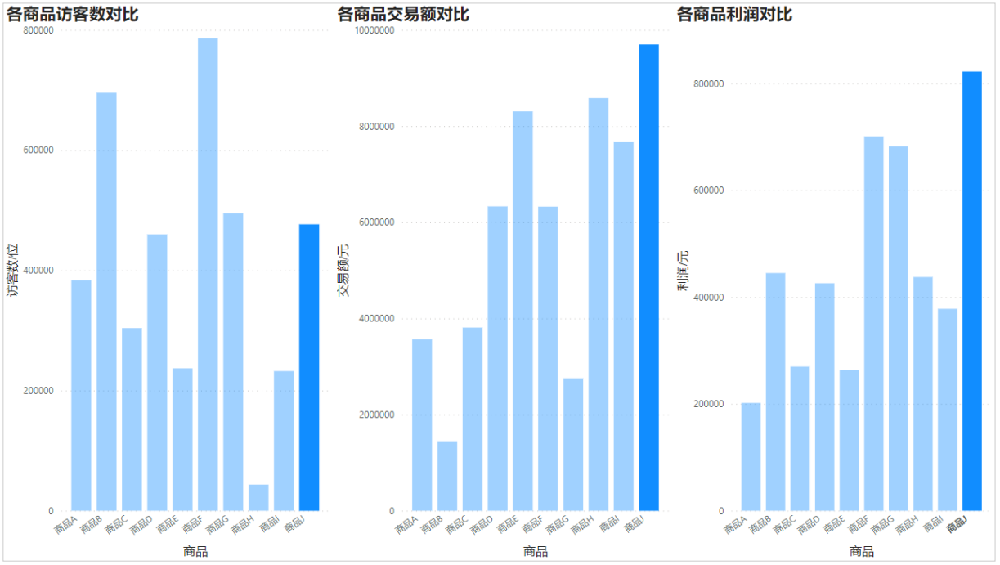 各商品访客数对比
800000
600000
400000
200000
0
访客数/位
商品A
商品B
商品C
商品D
商品E
商品F
商品G
商品H
商品I
商品J
商品
各商品交易额对比
10000000
8000000
6000000
4000000
2000000
0
交易额/元
商品A
商品B
商品C
商品D
商品E
商品F
商品G
商品H
商品I
商品J
商品
各商品利润对比
800000
600000
400000
200000
0
利润/元
商品A
商品B
商品C
商品D
商品E
商品F
商品G
商品H
商品I
商品J
商品